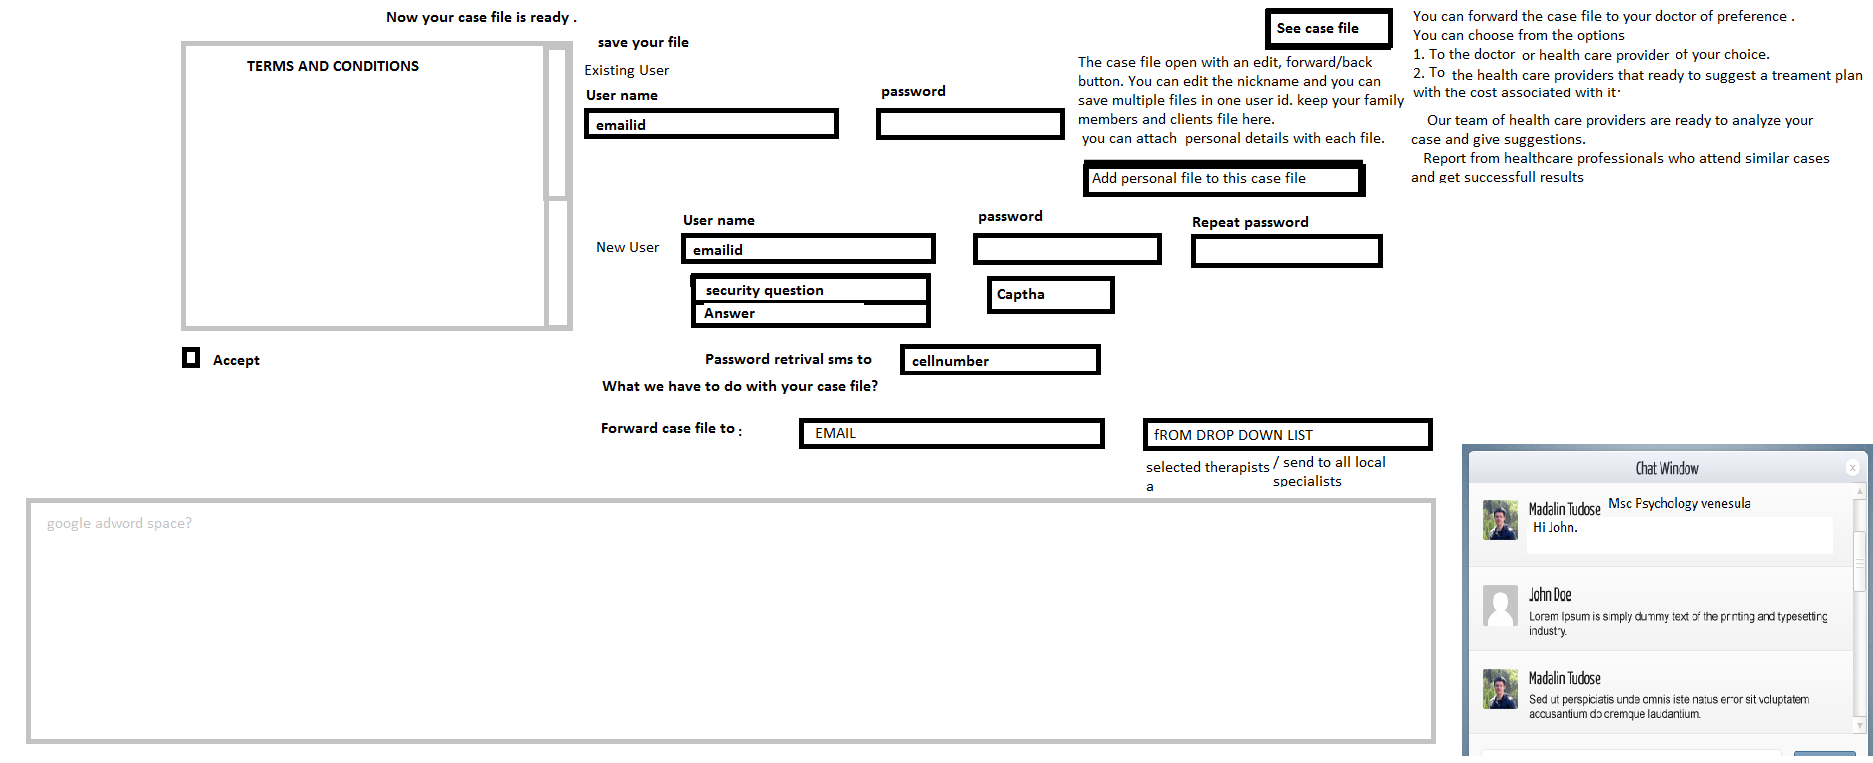 Now your case file is ready .
TERMS AND CONDITIONS
Accept
save your file
Existing User
User name
password
emailid
See case file
The case file open with an edit, forward/back
button. You can edit the nickname and you can
save multiple files in one user id. keep your family
members and clients file here.
you can attach personal details with each file.
Add personal file to this case file
You can forward the case file to your doctor of preference .
You can choose from the options
1. To the doctor or health care provider of your choice.
2. To the health care providers that ready to suggest a treament plan
with the cost associated with it.
Our team of health care providers are ready to analyze your
case and give suggestions.
Report from healthcare professionals who attend similar cases
and get successfull results
User name
password
Repeat password
New User
emailid
security question
Captha
Answer
Password retrival sms to
cellnumber
What we have to do with your case file?
Forward case file to :
EMAIL
fROM DROP DOWN LIST
selected therapists / send to all local
a specialists
google adword space?
Chat Window
Madalin Tudose Msc Psychology venesula
Hi John.
John Doe
Lorem Ipsum is simply dummy text of the printing and typesetting
industry.
Madalin Tudose
Sed ut perspiciatis unde omnis iste natus error sit voluptatem
accusantium do cremque laudantium.